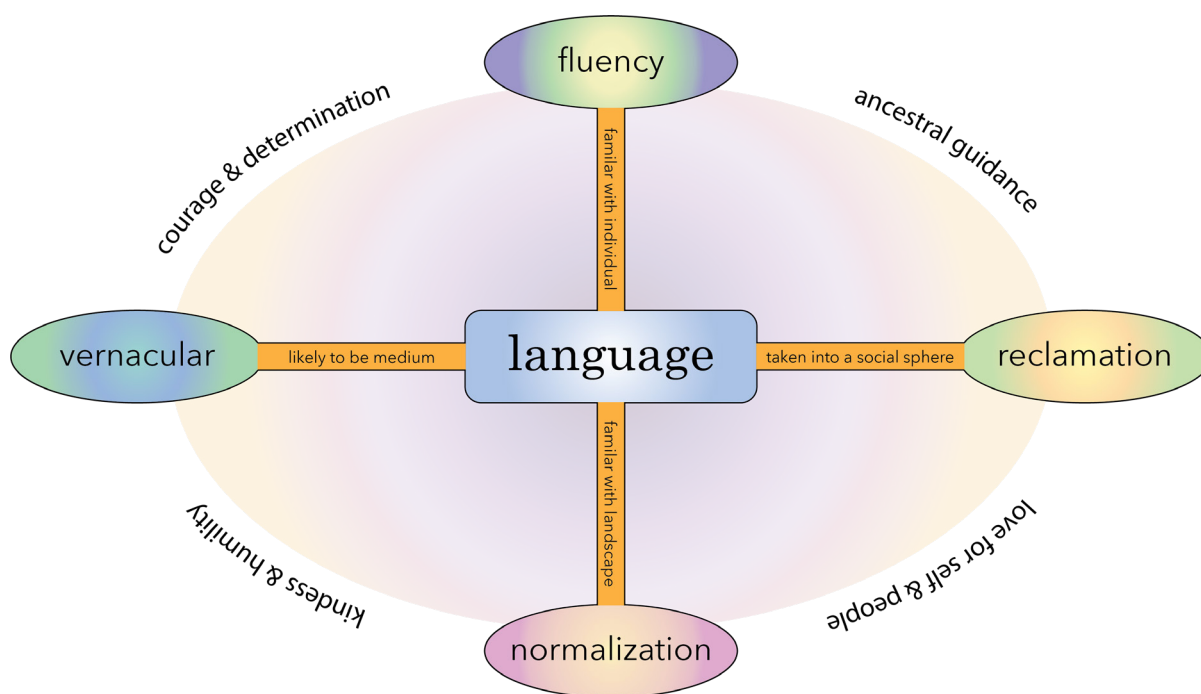 fluency
courage & determination
ancestral guidance
familar with individual
vernacular
likely to be medium
language
taken into a social sphere
reclamation
familar with landscape
kindess & humility
love for self & people
normalization